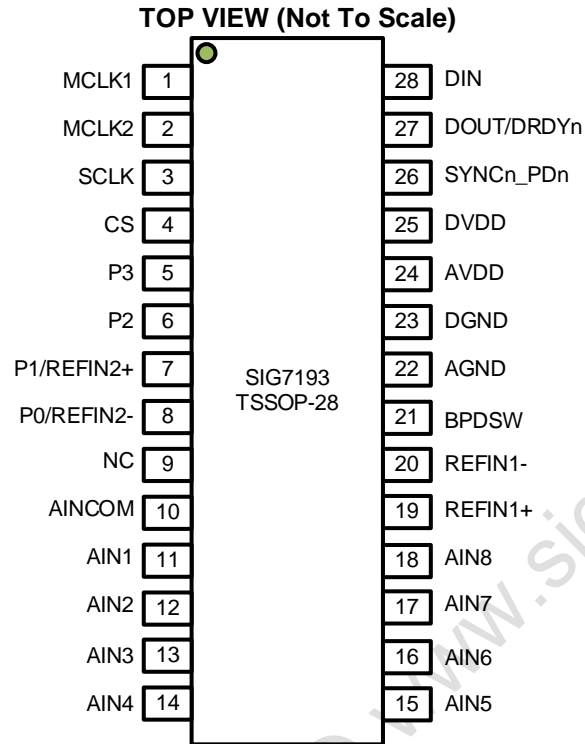 TOP VIEW (Not To Scale)
MCLK1 1 28 DIN
MCLK2 2 27 DOUT/DRDYn
SCLK 3 26 SYNCn_PDn
CS 4 25 DVDD
P3 5 24 AVDD
P2 6 23 DGND
P1/REFIN2+ 7 22 AGND
SIG7193
TSSOP-28
P0/REFIN2- 8 21 BPDSW
NC 9 20 REFIN1-
AINCOM 10 19 REFIN1+
AIN1 11 18 AIN8
AIN2 12 17 AIN7
AIN3 13 16 AIN6
AIN4 14 15 AIN5